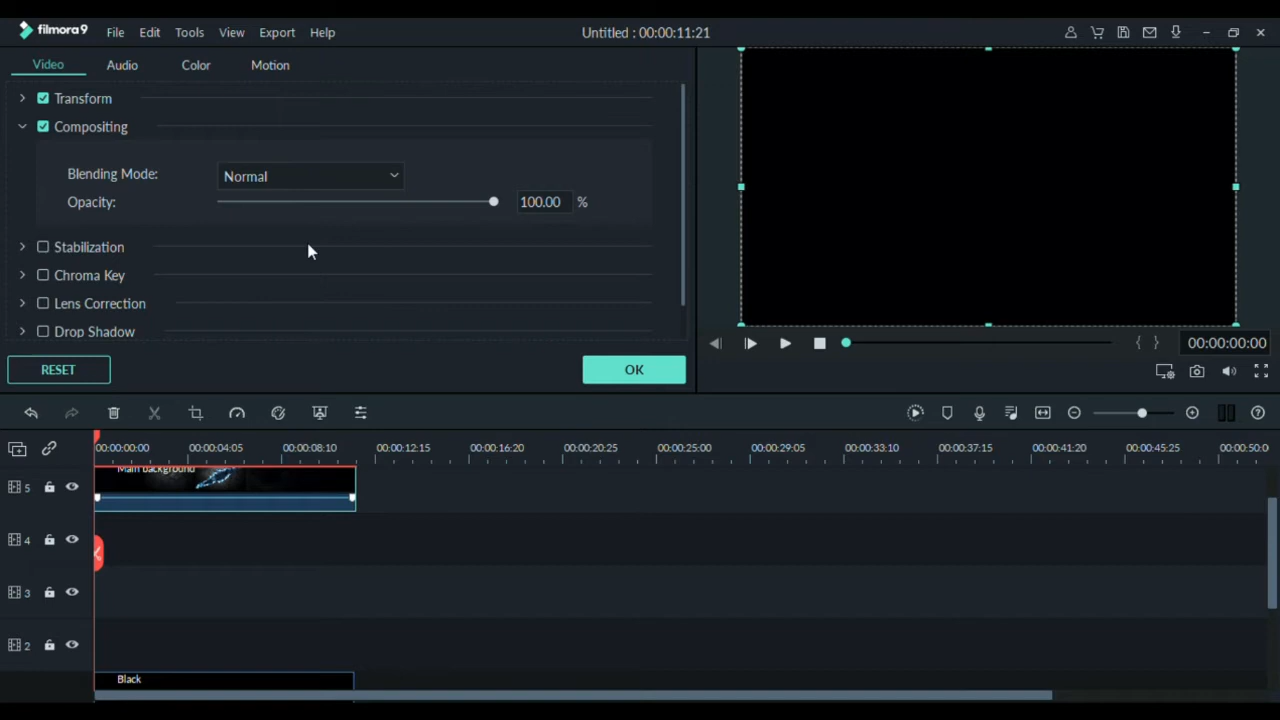 filmora9 File Edit Tools View Export Help Untitled : 00:00:11:21
Video Audio Color Motion
Transform
Compositing
Blending Mode: Normal
Opacity: 100.00 %
Stabilization
Chroma Key
Lens Correction
Drop Shadow
RESET OK
00:00:00:00
00:00:00:00 00:00:04:05 00:00:08:10 00:00:12:15 00:00:16:20 00:00:20:25 00:00:25:00 00:00:29:05 00:00:33:10 00:00:37:15 00:00:41:20 00:00:45:25 00:00:50:0
Main background
5
4
3
2
Black